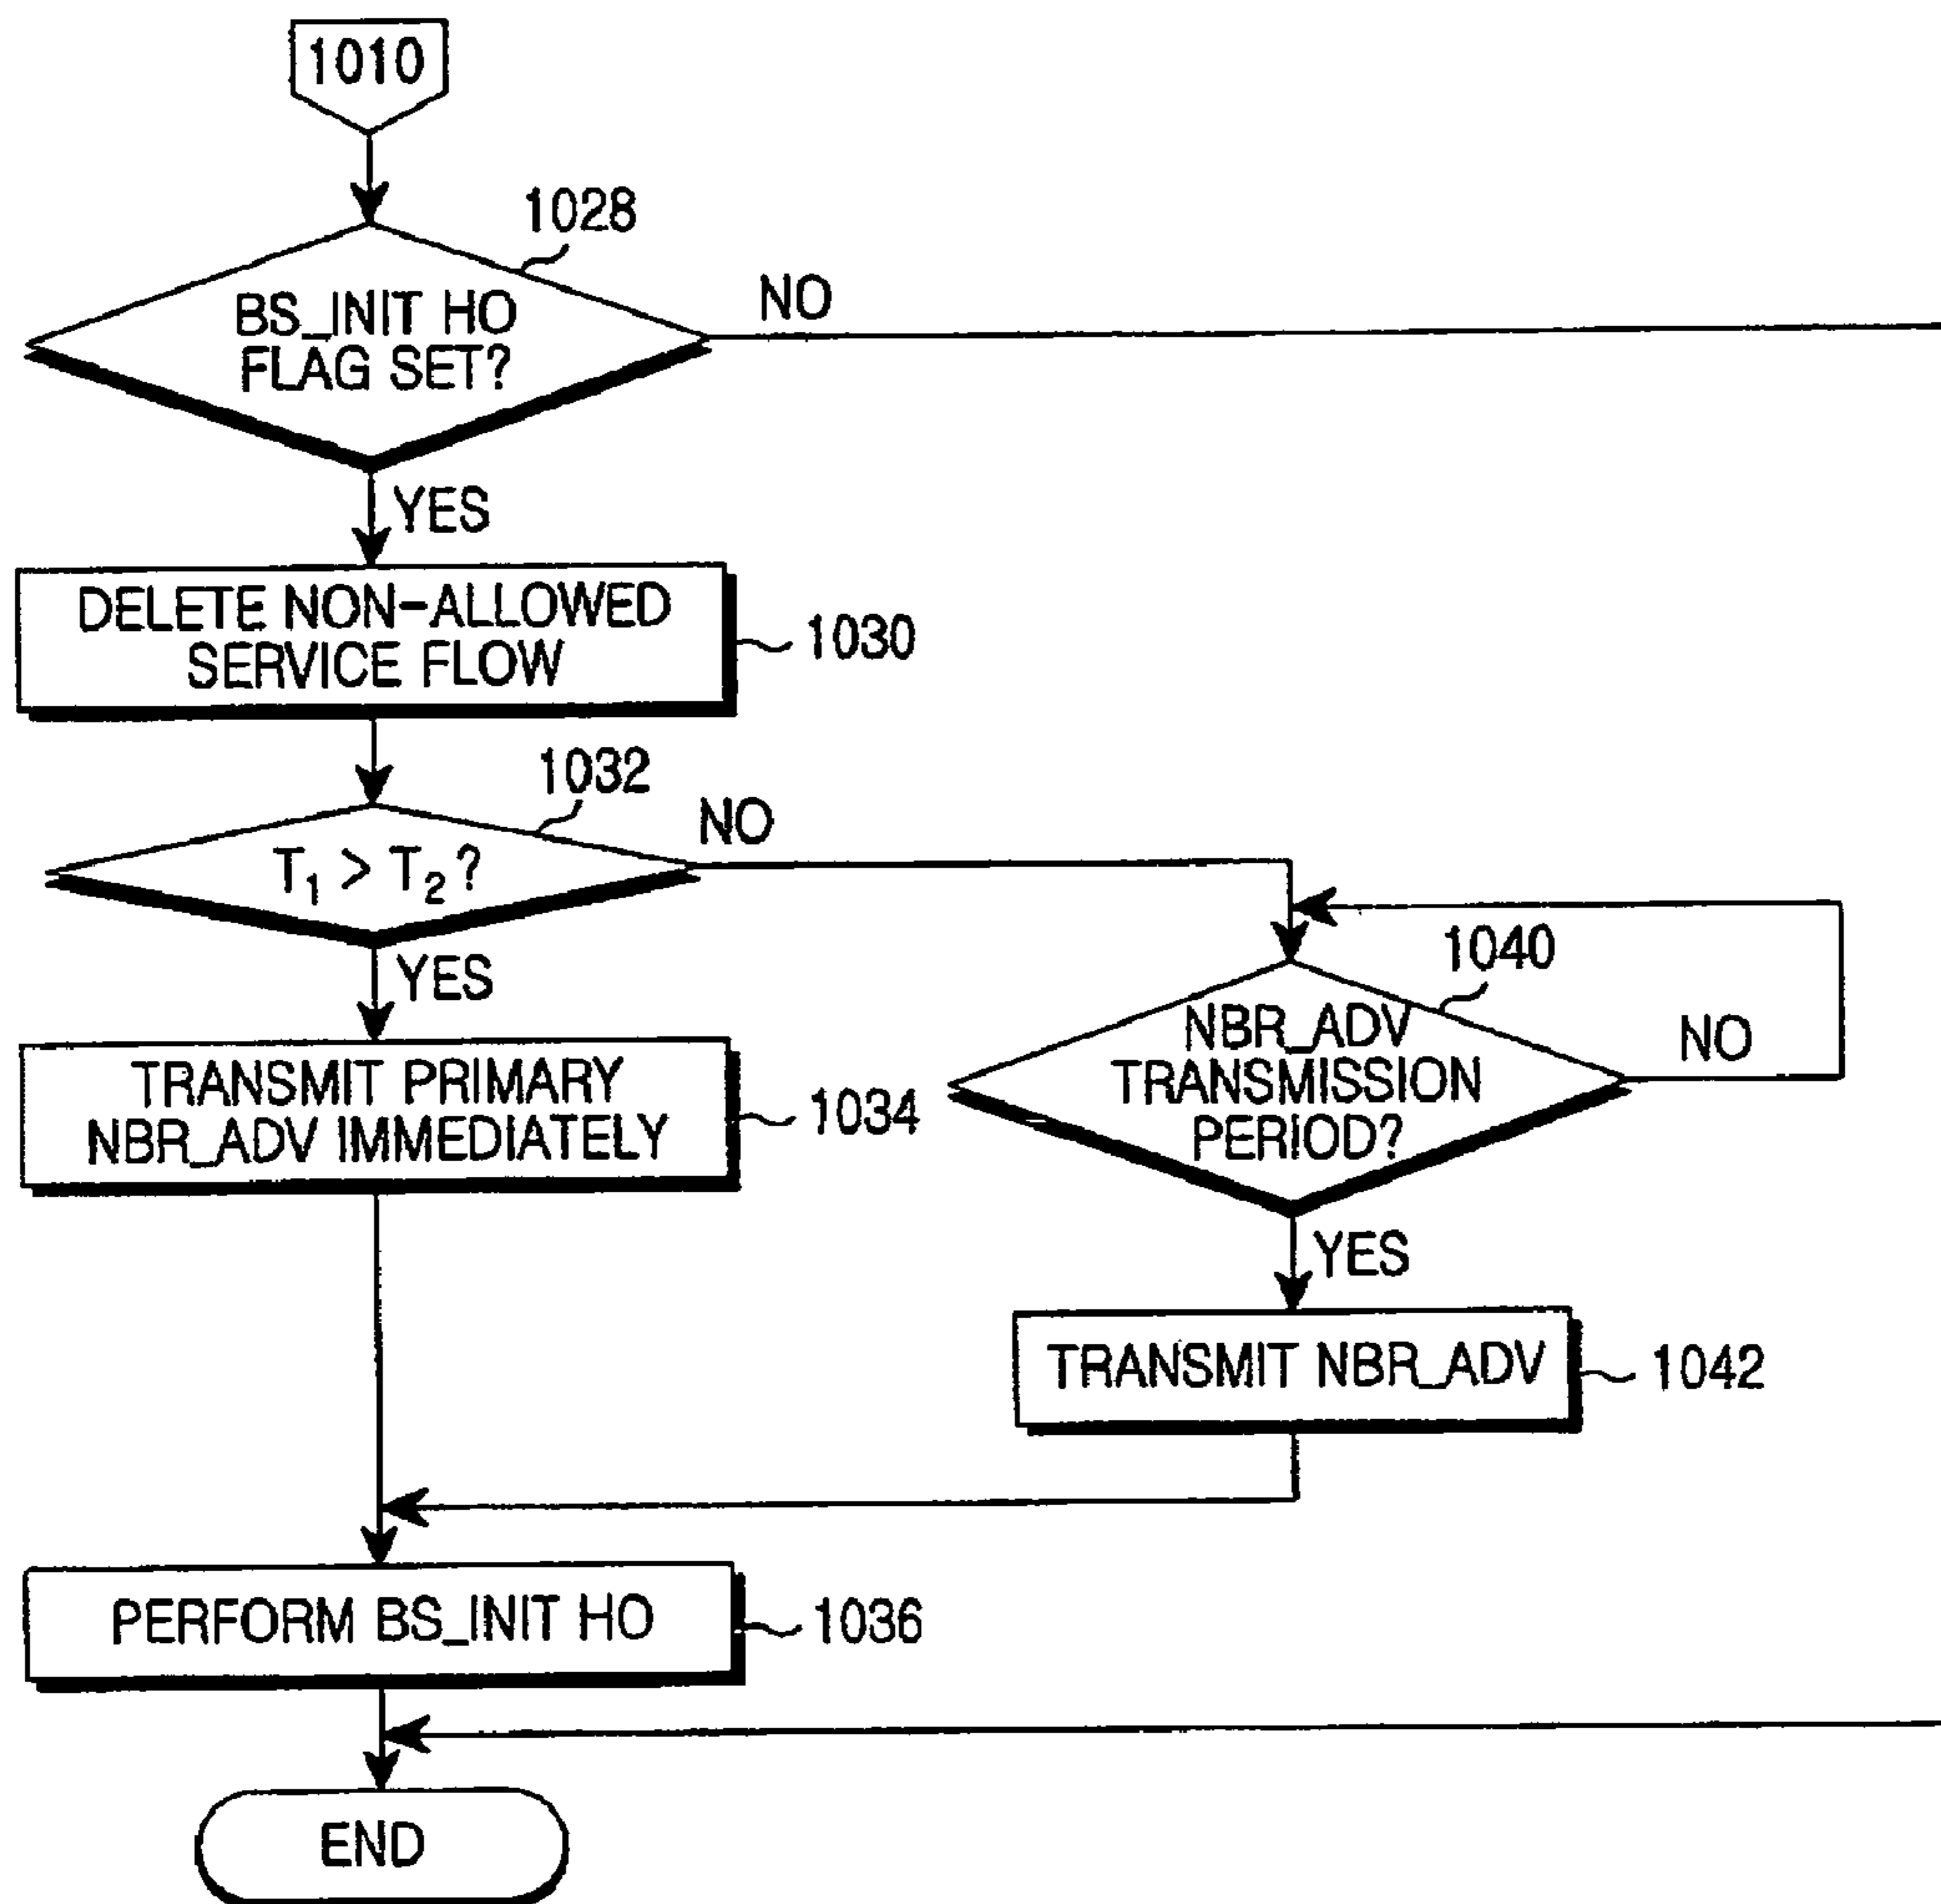 1010
1028
BS_INIT HO
FLAG SET?
NO
YES
DELETE NON-ALLOWED
SERVICE FLOW
1030
1032
T1 > T2 ?
NO
YES
TRANSMIT PRIMARY
NBR_ADV IMMEDIATELY
1034
1040
NBR_ADV
TRANSMISSION
PERIOD?
NO
YES
TRANSMIT NBR_ADV
1042
PERFORM BS_INIT HO
1036
END